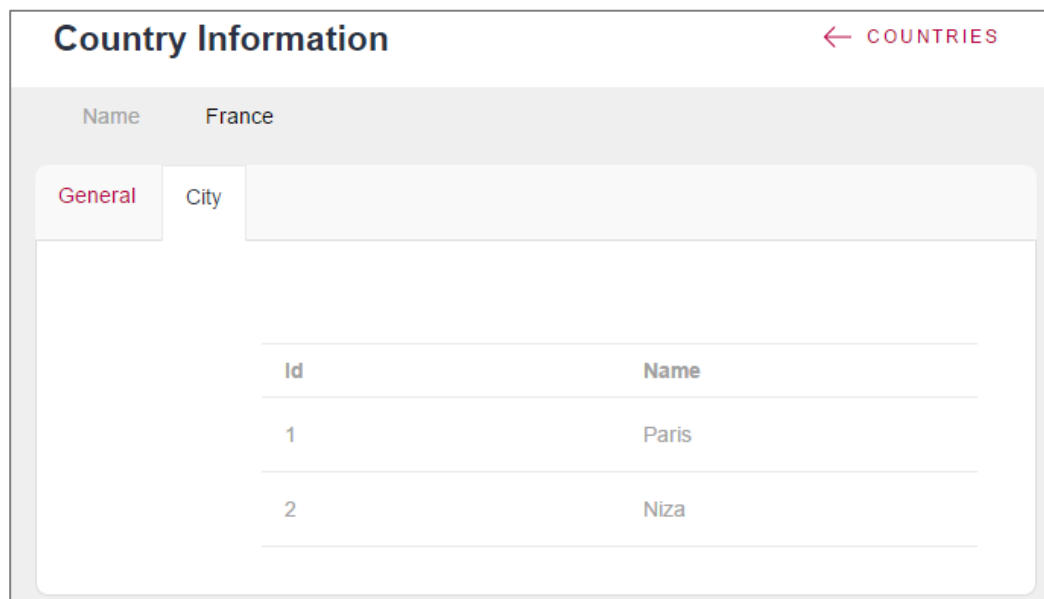 Country Information
← COUNTRIES
Name France
General City
Id Name
1 Paris
2 Niza